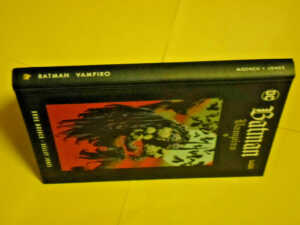 BATMAN VAMPIRO
MOENCH • JONES
DC
Batman
Vampiro